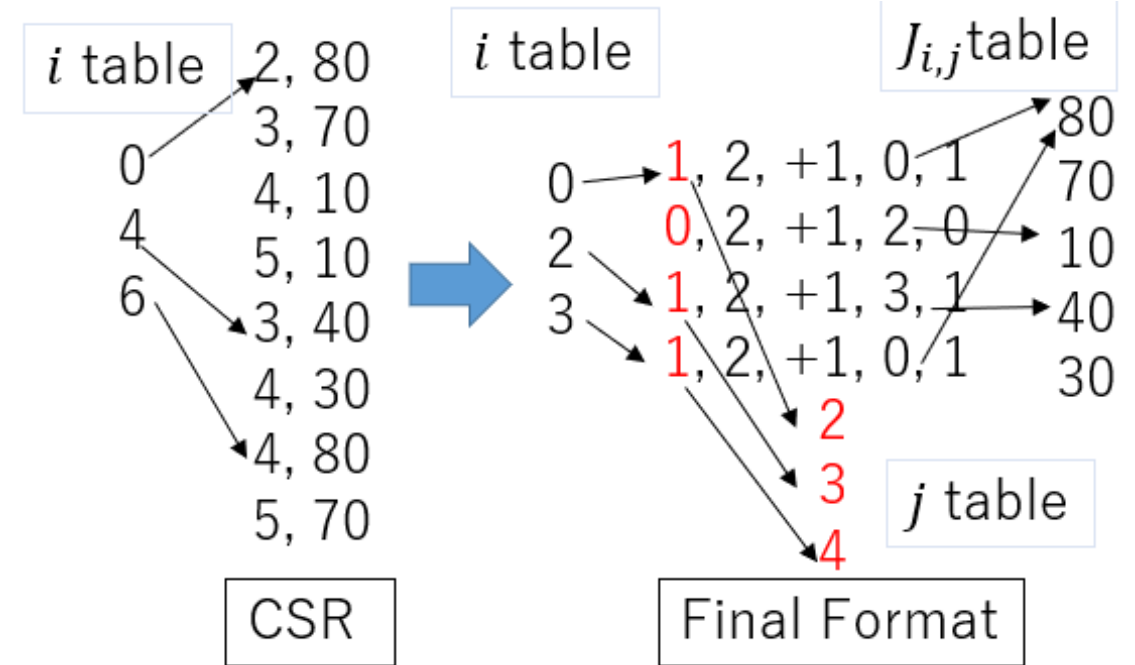 i table
0
4
6
2, 80
3, 70
4, 10
5, 10
3, 40
4, 30
4, 80
5, 70
CSR
i table
0
2
3
1, 2, +1, 0, 1
0, 2, +1, 2, 0
1, 2, +1, 3, 1
1, 2, +1, 0, 1
2
3
4
j table
J_{i,j} table
80
70
10
40
30
Final Format